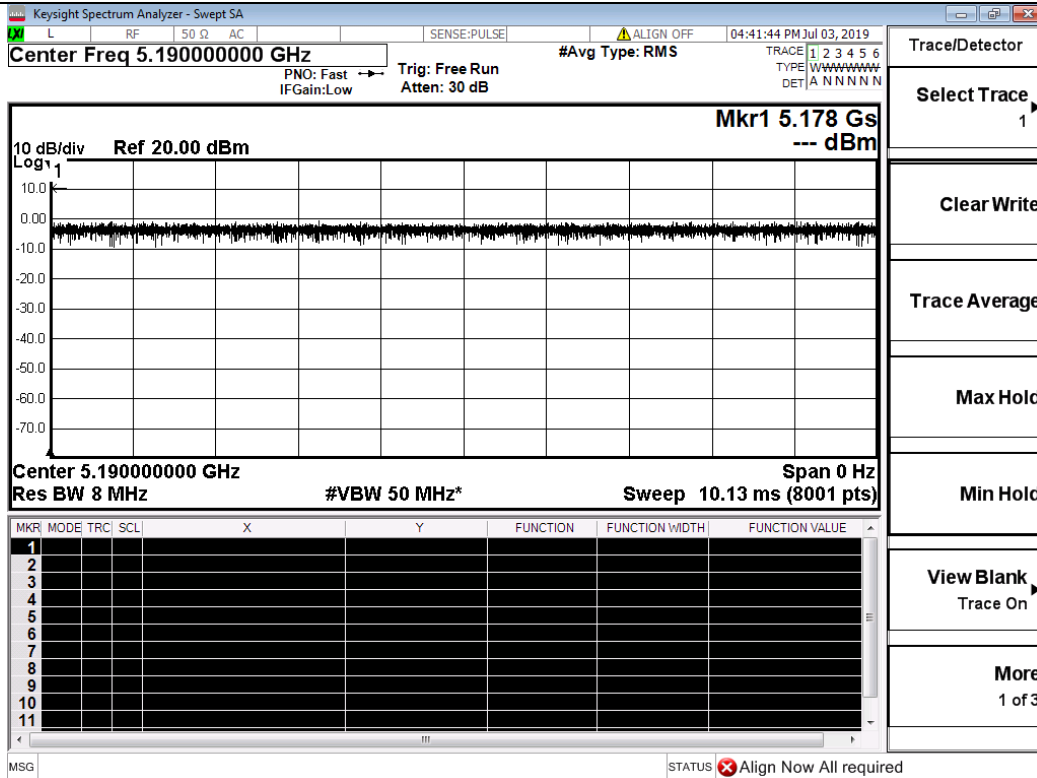 Keysight Spectrum Analyzer - Swept SA
LXI L RF 50 Ω AC SENSE:PULSE ALIGN OFF 04:41:44 PM Jul 03, 2019
Center Freq 5.190000000 GHz #Avg Type: RMS TRACE 1 2 3 4 5 6
PNO: Fast Trig: Free Run TYPE WWWWWW
IFGain:Low Atten: 30 dB DET A N N N N N
Mkr1 5.178 Gs
10 dB/div Ref 20.00 dBm --- dBm
Log
1
10.0
0.00
-10.0
-20.0
-30.0
-40.0
-50.0
-60.0
-70.0
Center 5.190000000 GHz Span 0 Hz
Res BW 8 MHz #VBW 50 MHz* Sweep 10.13 ms (8001 pts)
MKR MODE TRC SCL X Y FUNCTION FUNCTION WIDTH FUNCTION VALUE
1
2
3
4
5
6
7
8
9
10
11
MSG STATUS Align Now All required
Trace/Detector
Select Trace
1
Clear Write
Trace Average
Max Hold
Min Hold
View Blank
Trace On
More
1 of 3